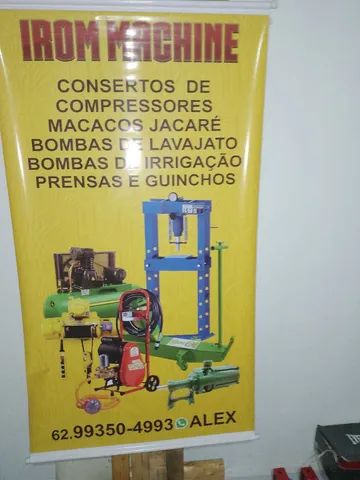 IROM MACHINE
CONSERTOS DE
COMPRESSORES
MACACOS JACARÉ
BOMBAS DE LAVAJATO
BOMBAS DE IRRIGAÇÃO
PRENSAS E GUINCHOS
62.99350-4993 ALEX